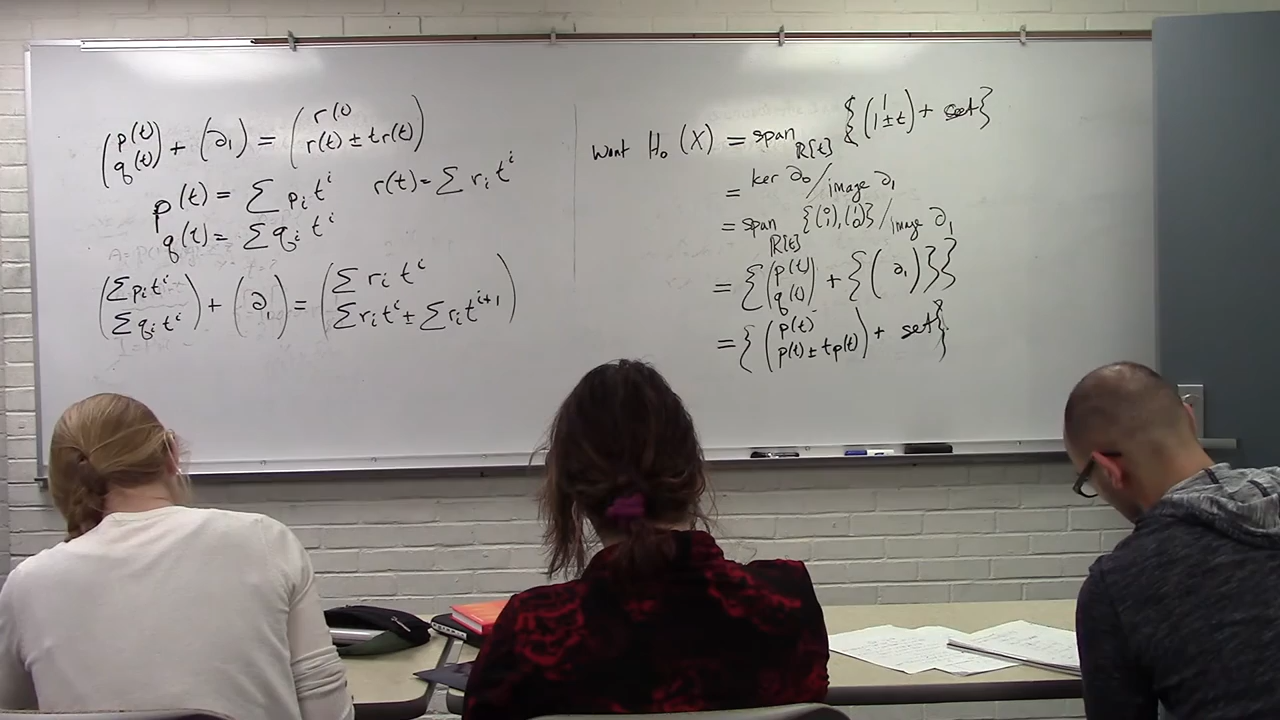 (p(t) q(t)) + (∂₁) = (r(t) r(t) ± t r(t))
p(t) = Σ pᵢ tⁱ r(t) = Σ rᵢ tⁱ
q(t) = Σ qᵢ tⁱ
(Σ pᵢ tⁱ Σ qᵢ tⁱ) + (∂₁) = (Σ rᵢ tⁱ Σ rᵢ tⁱ ± Σ rᵢ tⁱ⁺¹)
Want H₀ (X) = span R[t] {(1 1±t) + set}
= ker ∂₀ / image ∂₁
= span R[t] {(0 1), (1 0)} / image ∂₁
= {(p(t) q(t)) + {(∂₁)}}
= {(p(t) p(t) ± t p(t)) + set}